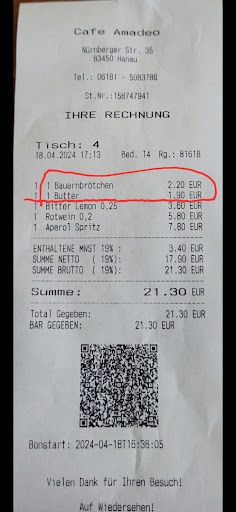 Cafe Amadeo
Nürnberger Str. 35
63450 Hanau
Tel.: 06181 - 5083788
St.Nr.:158747941
IHRE RECHNUNG
Tisch: 4
18.04.2024 17:13 Bed. 14 Rg.: 81618
1 1 Bauernbrötchen 2.20 EUR
1 1 Butter 1.90 EUR
1 Bitter Lemon 0,25 3.60 EUR
1 Rotwein 0,2 5.80 EUR
1 Aperol Spritz 7.80 EUR
ENTHALTENE MWST 19% : 3.40 EUR
SUMME NETTO ( 19%): 17.90 EUR
SUMME BRUTTO ( 19%): 21.30 EUR
Summe: 21.30 EUR
Total Gegeben: 21.30 EUR
BAR GEGEBEN: 21.30 EUR
Bonstart: 2024-04-18T16:36:05
Vielen Dank für Ihren Besuch!
Auf Wiedersehen!